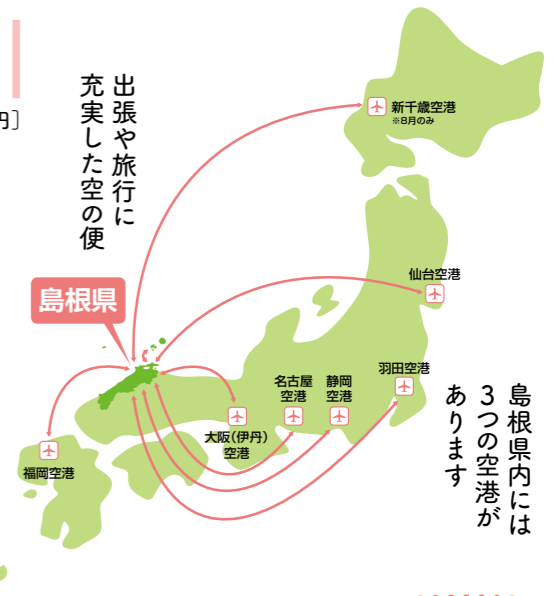 円]
出張や旅行に
充実した空の便
新千歳空港
※8月のみ
仙台空港
島根県
羽田空港
名古屋
空港
静岡
空港
大阪(伊丹)
空港
福岡空港
島根県内には
3つの空港が
あります